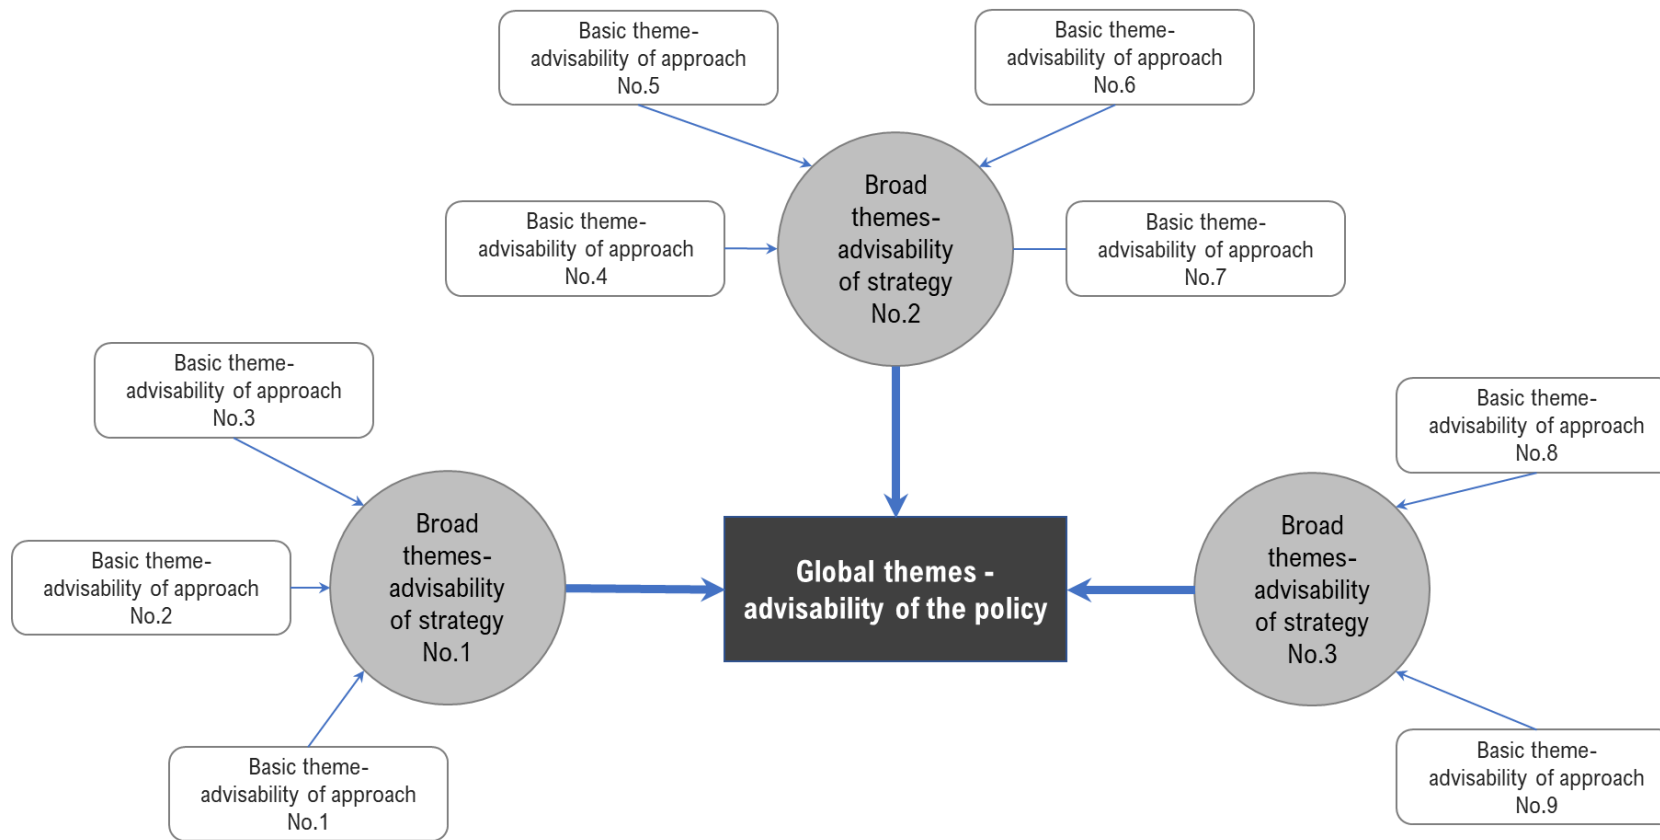 Basic theme-
advisability of approach
No.5
Basic theme-
advisability of approach
No.6
Broad
themes-
advisability
of strategy
No.2
Basic theme-
advisability of approach
No.4
Basic theme-
advisability of approach
No.7
Basic theme-
advisability of approach
No.3
Basic theme-
advisability of approach
No.8
Broad
themes-
advisability
of strategy
No.1
Global themes -
advisability of the policy
Broad
themes-
advisability
of strategy
No.3
Basic theme-
advisability of approach
No.2
Basic theme-
advisability of approach
No.1
Basic theme-
advisability of approach
No.9